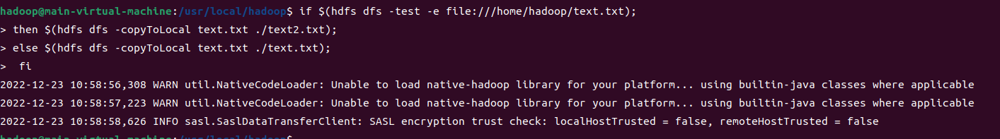 hadoop@main-virtual-machine:/usr/local/hadoop$ if $(hdfs dfs -test -e file:///home/hadoop/text.txt);
> then $(hdfs dfs -copyToLocal text.txt ./text2.txt);
> else $(hdfs dfs -copyToLocal text.txt ./text.txt);
>  fi
2022-12-23 10:58:56,308 WARN util.NativeCodeLoader: Unable to load native-hadoop library for your platform... using builtin-java classes where applicable
2022-12-23 10:58:57,223 WARN util.NativeCodeLoader: Unable to load native-hadoop library for your platform... using builtin-java classes where applicable
2022-12-23 10:58:58,626 INFO sasl.SaslDataTransferClient: SASL encryption trust check: localHostTrusted = false, remoteHostTrusted = false
hadoop@main-virtual-machine:/usr/local/hadoop$